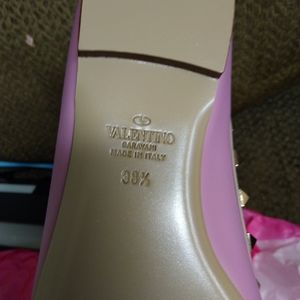 VALENTINO
GARAVANI
MADE IN ITALY
38½